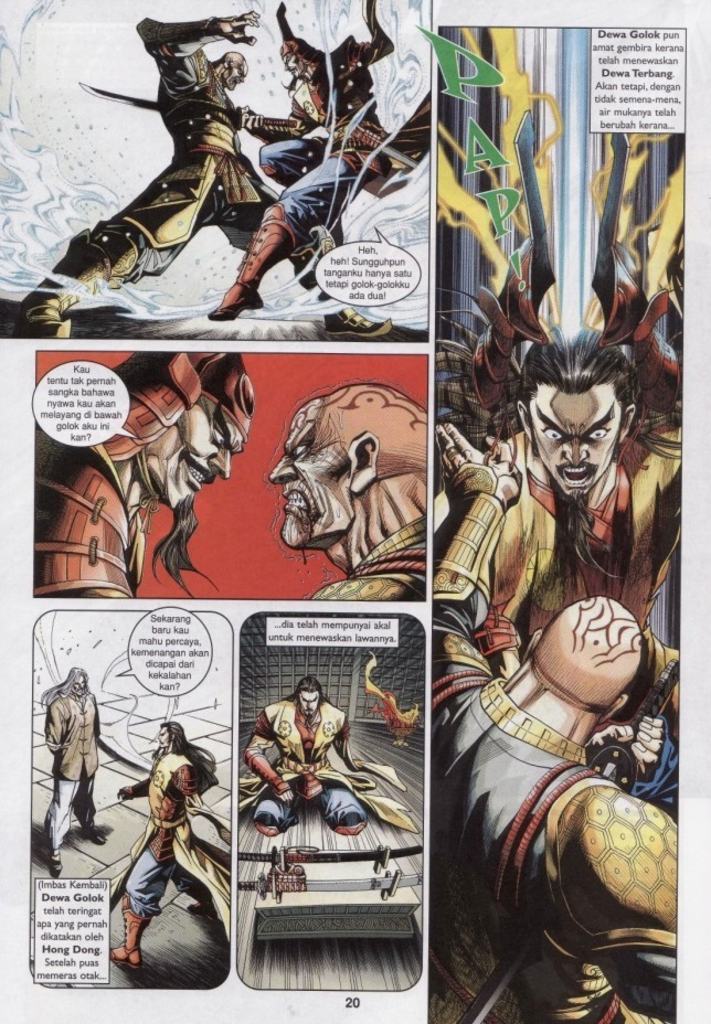 Heh,
heh! Sungguhpun
tanganku hanya satu
tetapi golok-golokku
ada dua!
Kau
tentu tak pernah
sangka bahawa
nyawa kau akan
melayang di bawah
golok aku ini
kan?
Sekarang
baru kau
mahu percaya,
kemenangan akan
dicapai dari
kekalahan
kan?
(Imbas Kembali)
Dewa Golok
telah teringat
apa yang pernah
dikatakan oleh
Hong Dong.
Setelah puas
memeras otak...
...dia telah mempunyai akal
untuk menewaskan lawannya.
Dewa Golok pun
amat gembira kerana
telah menewaskan
Dewa Terbang.
Akan tetapi, dengan
tidak semena-mena,
air mukanya telah
berubah kerana...
PAP!
20